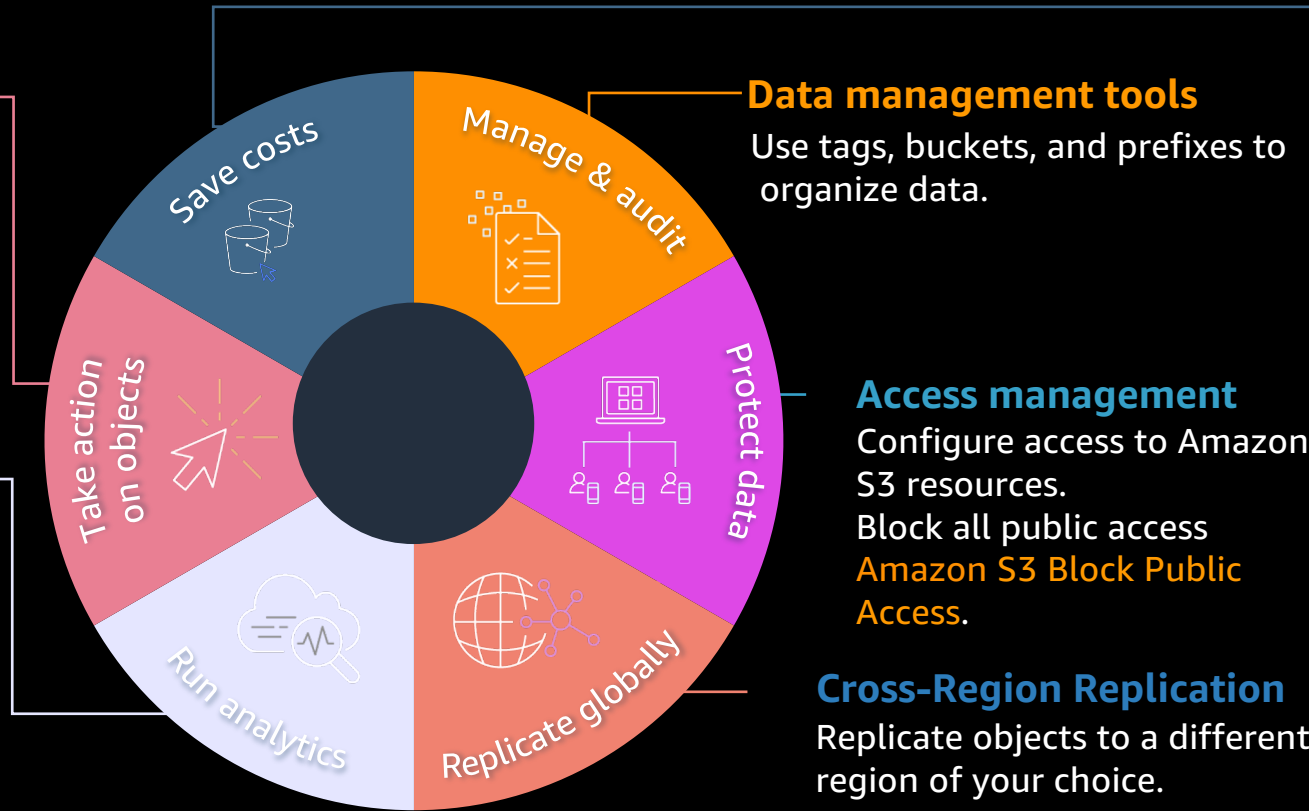 Save costs
Manage & audit
Data management tools
Use tags, buckets, and prefixes to
organize data.
Take action
on objects
Protect data
Access management
Configure access to Amazon
S3 resources.
Block all public access
Amazon S3 Block Public
Access.
Run analytics
Replicate globally
Cross-Region Replication
Replicate objects to a different
region of your choice.